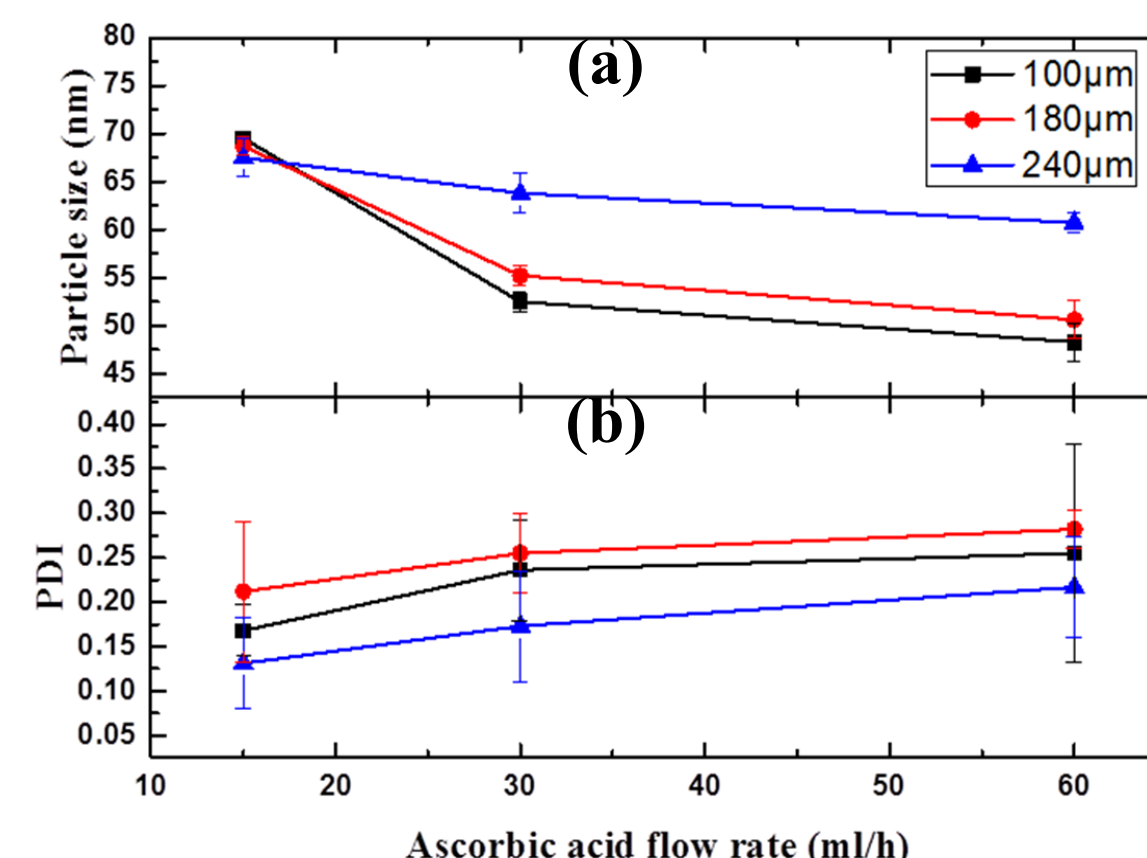 80
(a)
100μm
75
180μm
70
240μm
65
60
55
50
45
Particle size (nm)
(b)
0.40
0.35
0.30
0.25
0.20
0.15
0.10
0.05
PDI
10 20 30 40 50 60
Ascorbic acid flow rate (ml/h)